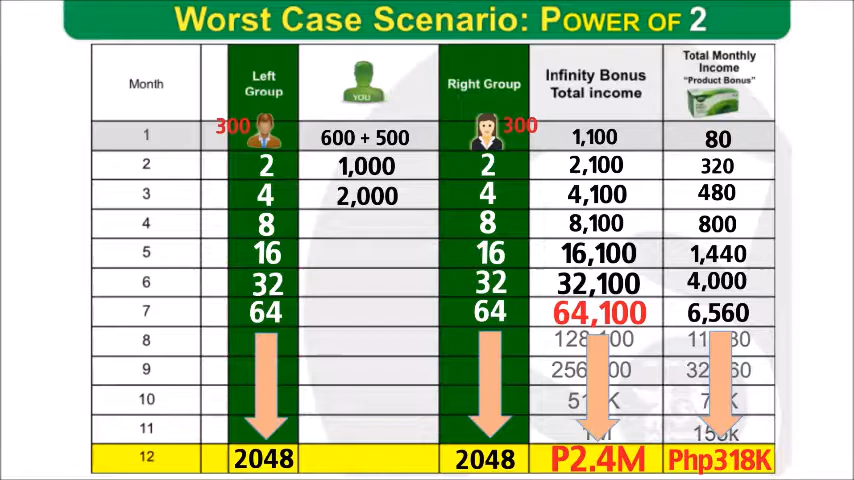 Worst Case Scenario: POWER OF 2
Month
Left Group
YOU
Right Group
Infinity Bonus Total income
Total Monthly Income "Product Bonus"
1 300 600 + 500 300 1,100 80
2 2 1,000 2 2,100 320
3 4 2,000 4 4,100 480
4 8 8 8,100 800
5 16 16 16,100 1,440
6 32 32 32,100 4,000
7 64 64 64,100 6,560
8
9
10
11
12 2048 2048 P2.4M Php318K